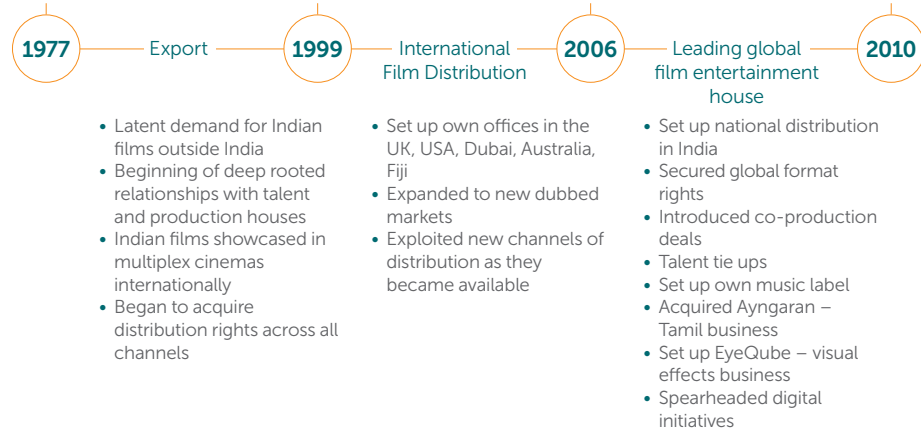 1977
Export
1999
International
Film Distribution
2006
Leading global
film entertainment
house
2010
• Latent demand for Indian
films outside India
• Beginning of deep rooted
relationships with talent
and production houses
• Indian films showcased in
multiplex cinemas
internationally
• Began to acquire
distribution rights across all
channels
• Set up own offices in the
UK, USA, Dubai, Australia,
Fiji
• Expanded to new dubbed
markets
• Exploited new channels of
distribution as they
became available
• Set up national distribution
in India
• Secured global format
rights
• Introduced co-production
deals
• Talent tie ups
• Set up own music label
• Acquired Ayngaran –
Tamil business
• Set up EyeQube – visual
effects business
• Spearheaded digital
initiatives